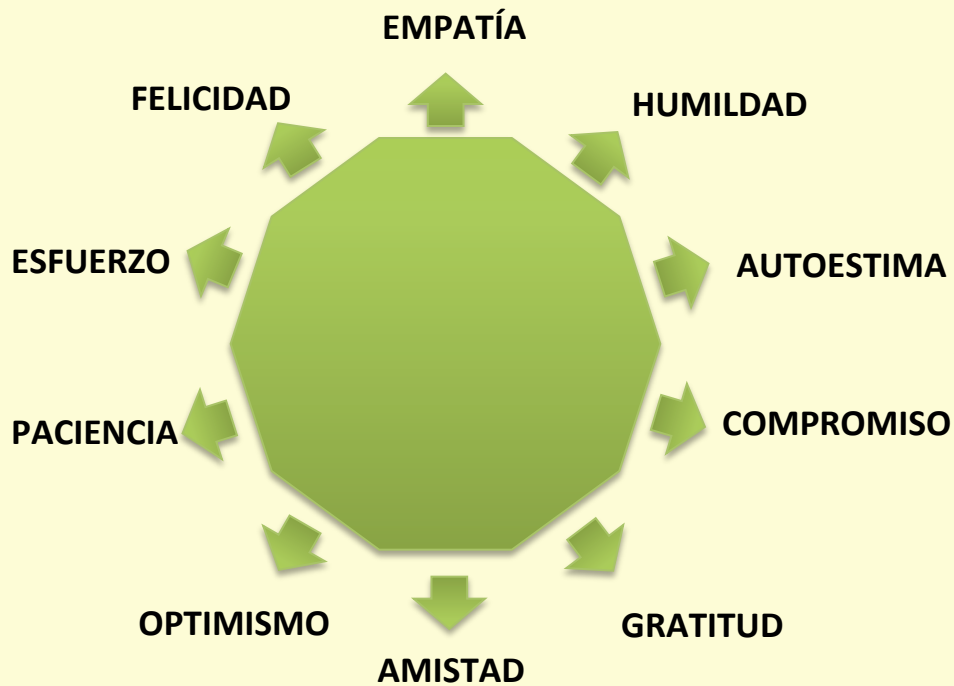 EMPATÍA
FELICIDAD
HUMILDAD
ESFUERZO
AUTOESTIMA
PACIENCIA
COMPROMISO
OPTIMISMO
GRATITUD
AMISTAD